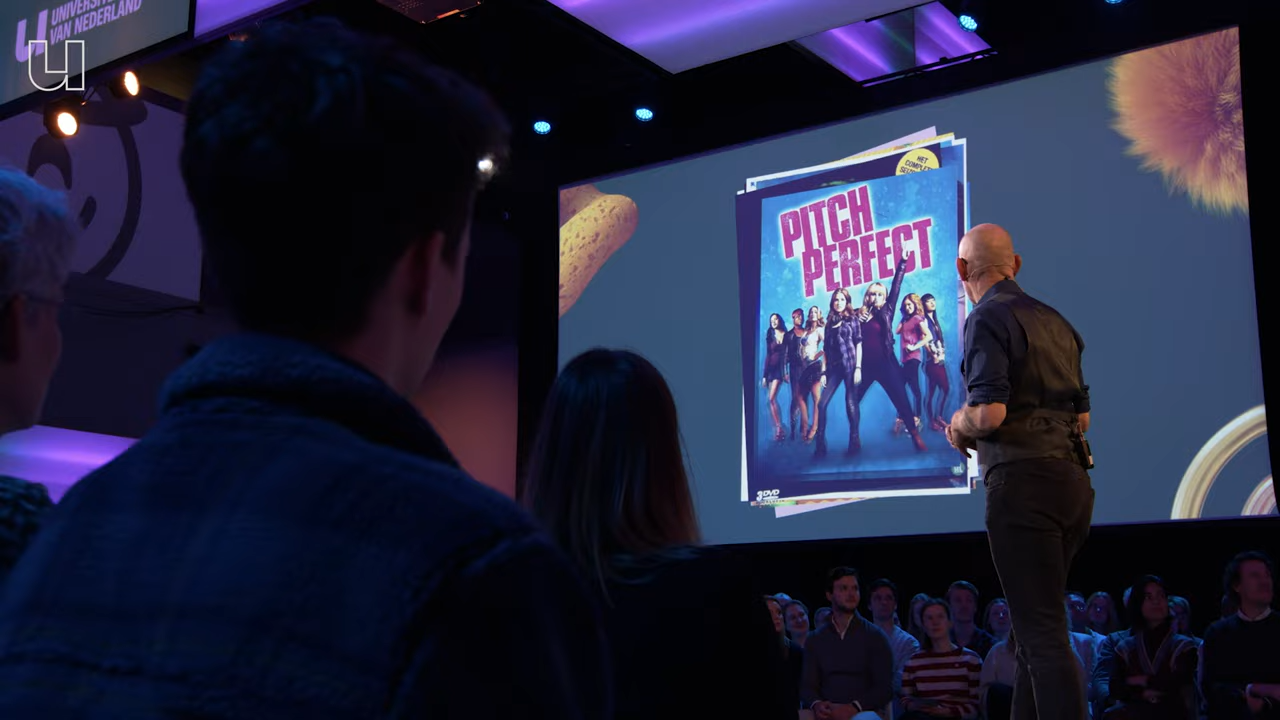 UNIVERSITEIT
VAN NEDERLAND
HET
COMPLETE
PITCH
PERFECT
3 DVD